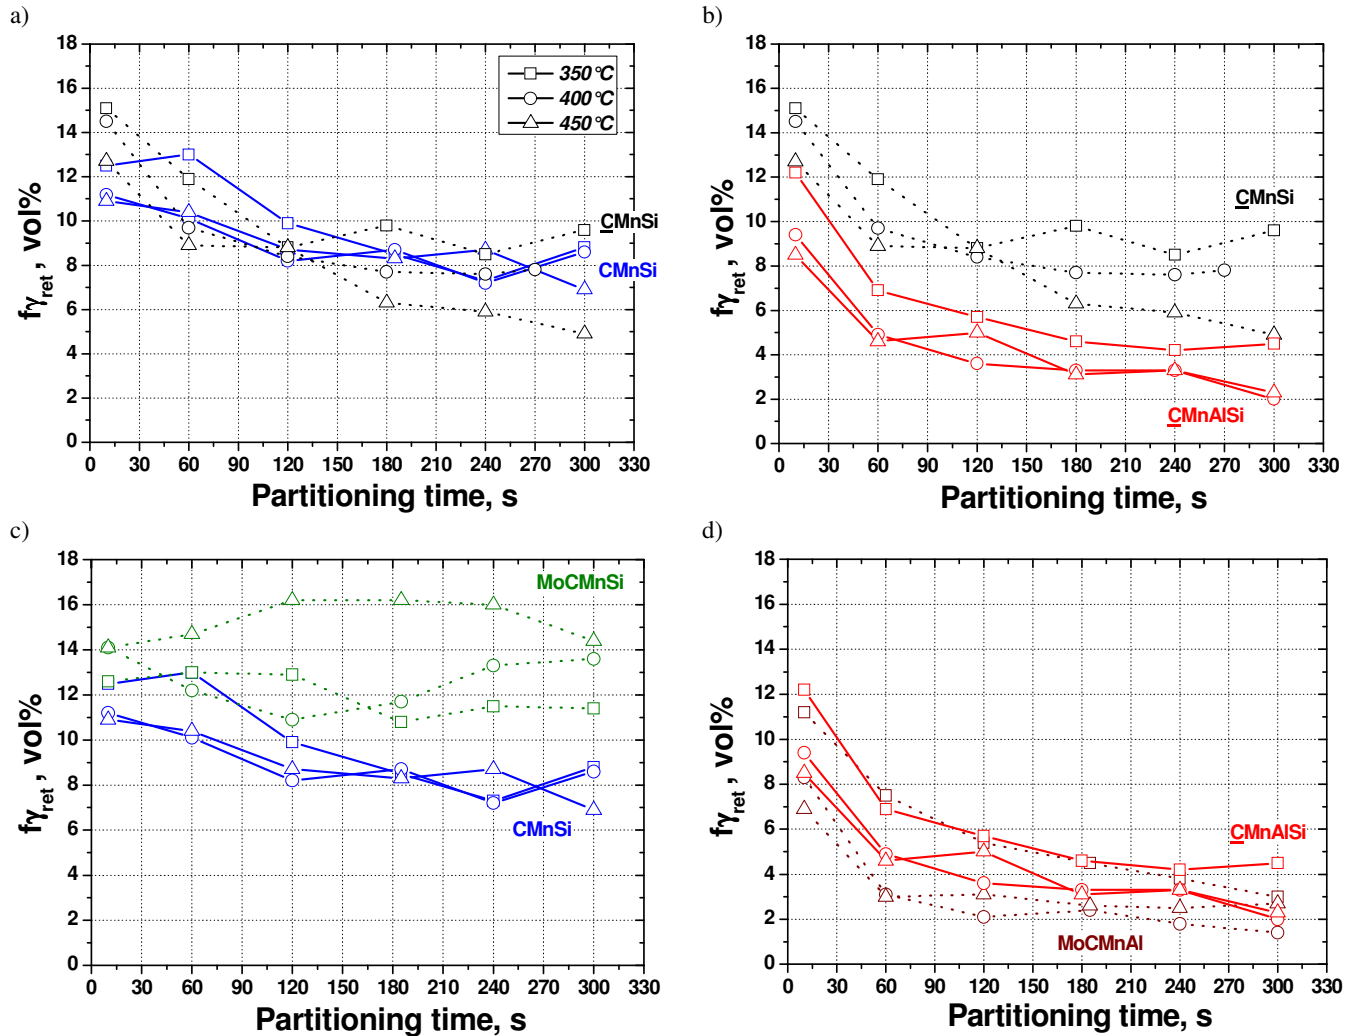 a)
18
16
14
12
10
8
6
4
2
0
fγret, vol%
350°C
400°C
450°C
CMnSi
CMnSi
0 30 60 90 120 150 180 210 240 270 300 330
Partitioning time, s
b)
18
16
14
12
10
8
6
4
2
0
fγret, vol%
CMnSi
CMnAlSi
0 30 60 90 120 150 180 210 240 270 300 330
Partitioning time, s
c)
18
16
14
12
10
8
6
4
2
0
fγret, vol%
MoCMnSi
CMnSi
0 30 60 90 120 150 180 210 240 270 300 330
Partitioning time, s
d)
18
16
14
12
10
8
6
4
2
0
fγret, vol%
CMnAlSi
MoCMnAl
0 30 60 90 120 150 180 210 240 270 300 330
Partitioning time, s